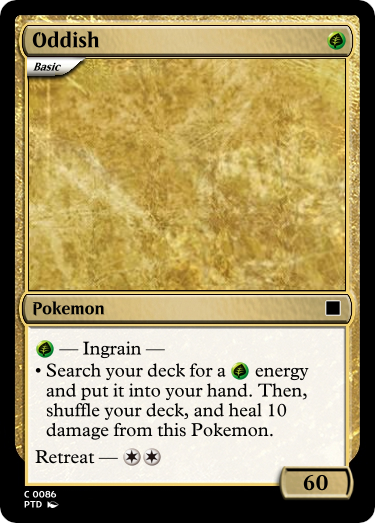 Oddish
Basic
Pokemon
— Ingrain —
• Search your deck for a energy
and put it into your hand. Then,
shuffle your deck, and heal 10
damage from this Pokemon.
Retreat —
60
C 0086
PTD